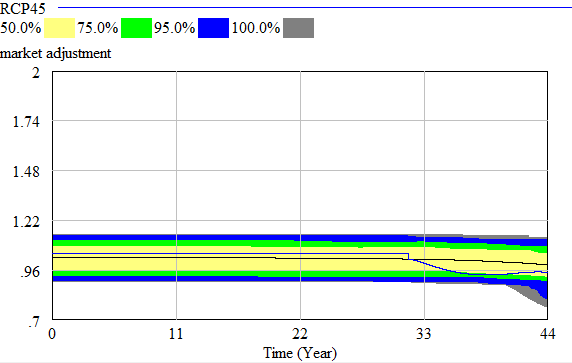 RCP45
50.0% 75.0% 95.0% 100.0%
market adjustment
2
1.74
1.48
1.22
.96
.7
0 11 22 33 44
Time (Year)